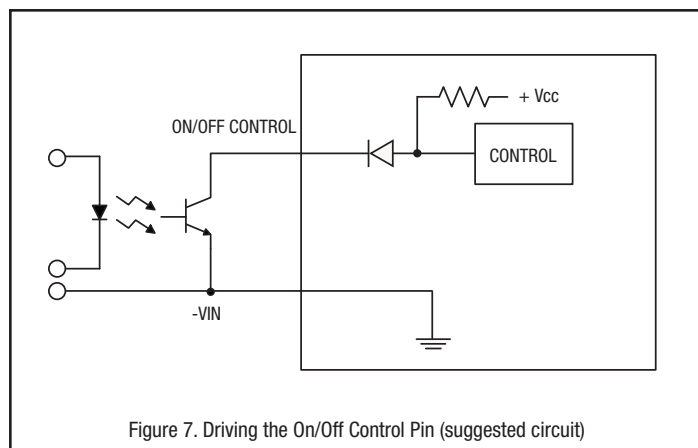 + Vcc
ON/OFF CONTROL
CONTROL
-VIN
Figure 7. Driving the On/Off Control Pin (suggested circuit)